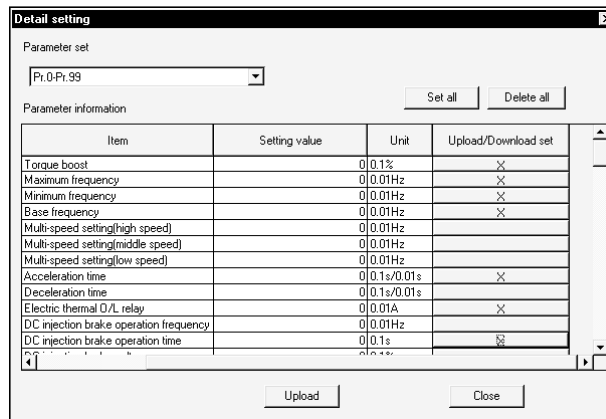 Detail setting
Parameter set
Pr.0-Pr.99
Set all Delete all
Parameter information
Item Setting value Unit Upload/Download set
Torque boost 0 0.1% X
Maximum frequency 0 0.01Hz X
Minimum frequency 0 0.01Hz X
Base frequency 0 0.01Hz X
Multi-speed setting(high speed) 0 0.01Hz
Multi-speed setting(middle speed) 0 0.01Hz
Multi-speed setting(low speed) 0 0.01Hz
Acceleration time 0 0.1s/0.01s X
Deceleration time 0 0.1s/0.01s
Electric thermal O/L relay 0 0.01A X
DC injection brake operation frequency 0 0.01Hz
DC injection brake operation time 0 0.1s X
Upload Close